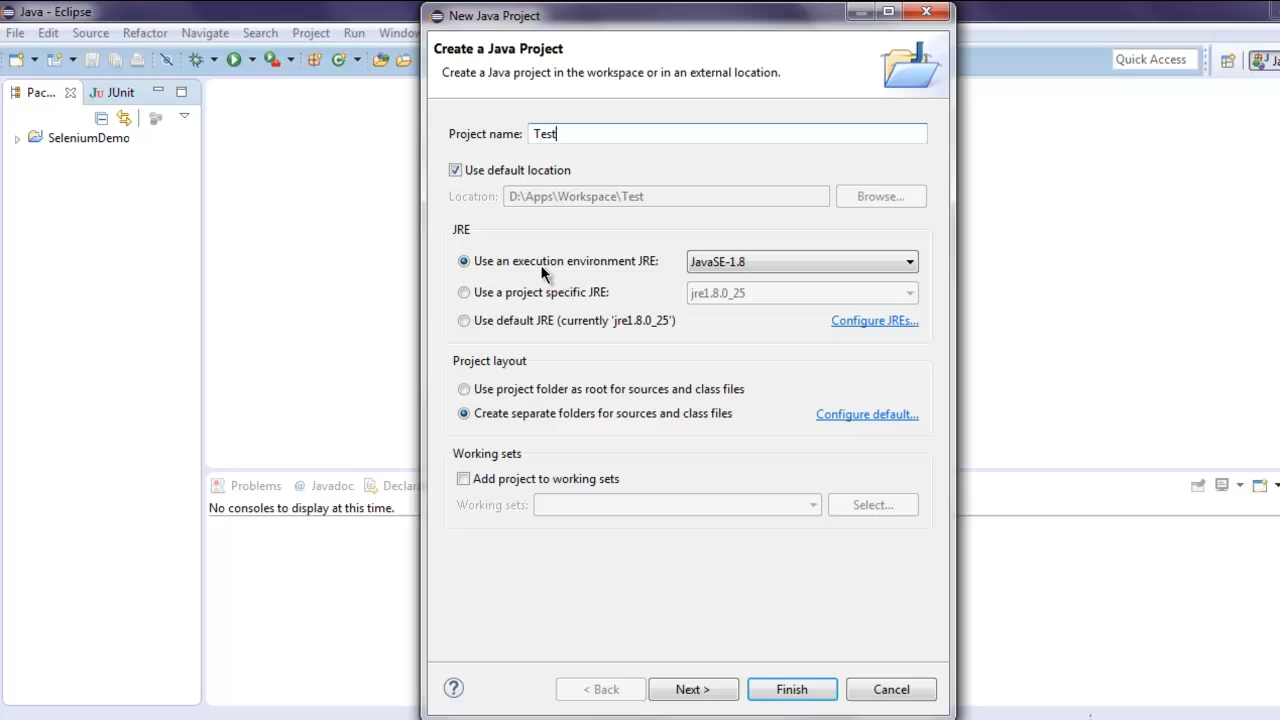 Java - Eclipse
File Edit Source Refactor Navigate Search Project Run Window
Quick Access
Pac...
JUnit
SeleniumDemo
Problems @ Javadoc
No consoles to display at this time.
New Java Project
Create a Java Project
Create a Java project in the workspace or in an external location.
Project name: Test
Use default location
Location: D:\Apps\Workspace\Test Browse...
JRE
Use an execution environment JRE: JavaSE-1.8
Use a project specific JRE: jre1.8.0_25
Use default JRE (currently 'jre1.8.0_25') Configure JREs...
Project layout
Use project folder as root for sources and class files
Create separate folders for sources and class files Configure default...
Working sets
Add project to working sets
Working sets: Select...
? < Back Next > Finish Cancel